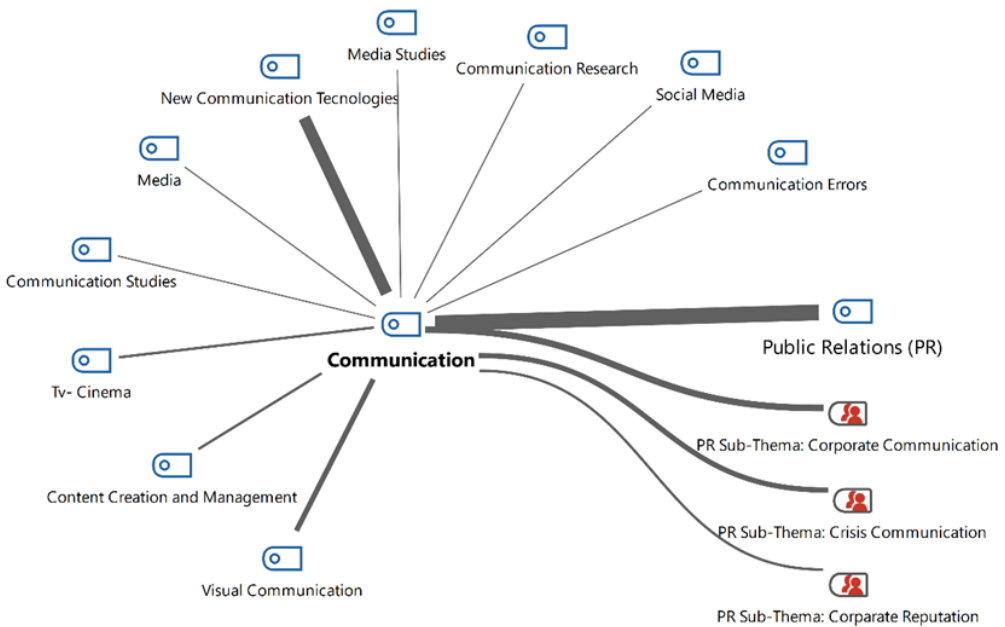 Media Studies
Communication Research
New Communication Tecnologies
Social Media
Media
Communication Errors
Communication Studies
Communication
Public Relations (PR)
Tv- Cinema
PR Sub-Thema: Corporate Communication
Content Creation and Management
PR Sub-Thema: Crisis Communication
Visual Communication
PR Sub-Thema: Corparate Reputation